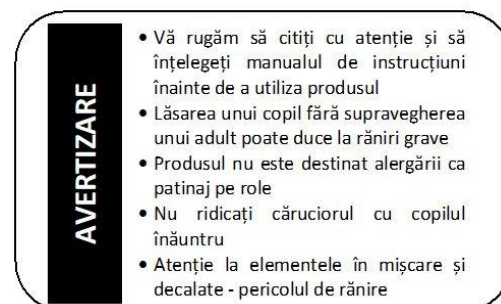 AVERTIZARE
• Vă rugăm să citiți cu atenție și să
înțelegeți manualul de instrucțiuni
înainte de a utiliza produsul
• Lăsarea unui copil fără supravegherea
unui adult poate duce la răniri grave
• Produsul nu este destinat alergării ca
patinaj pe role
• Nu ridicați căruciorul cu copilul
înăuntru
• Atenție la elementele în mișcare și
decalate - pericolul de rănire